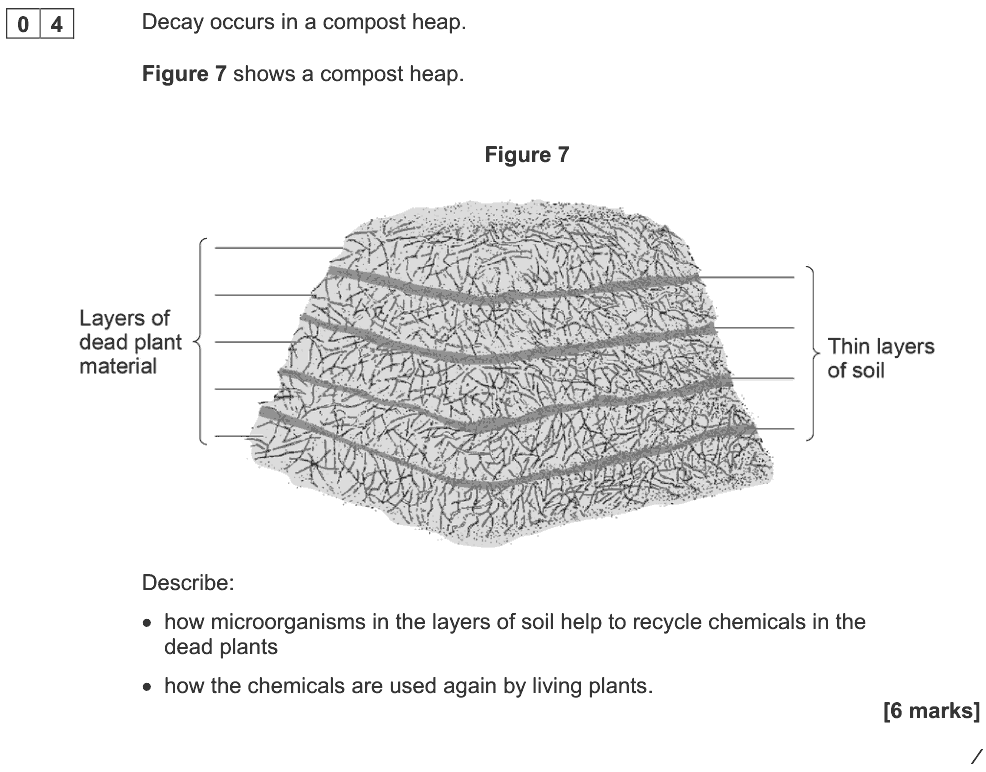 0 4 Decay occurs in a compost heap.
Figure 7 shows a compost heap.
Figure 7
Layers of
dead plant
material
Thin layers
of soil
Describe:
• how microorganisms in the layers of soil help to recycle chemicals in the
dead plants
• how the chemicals are used again by living plants.
[6 marks]